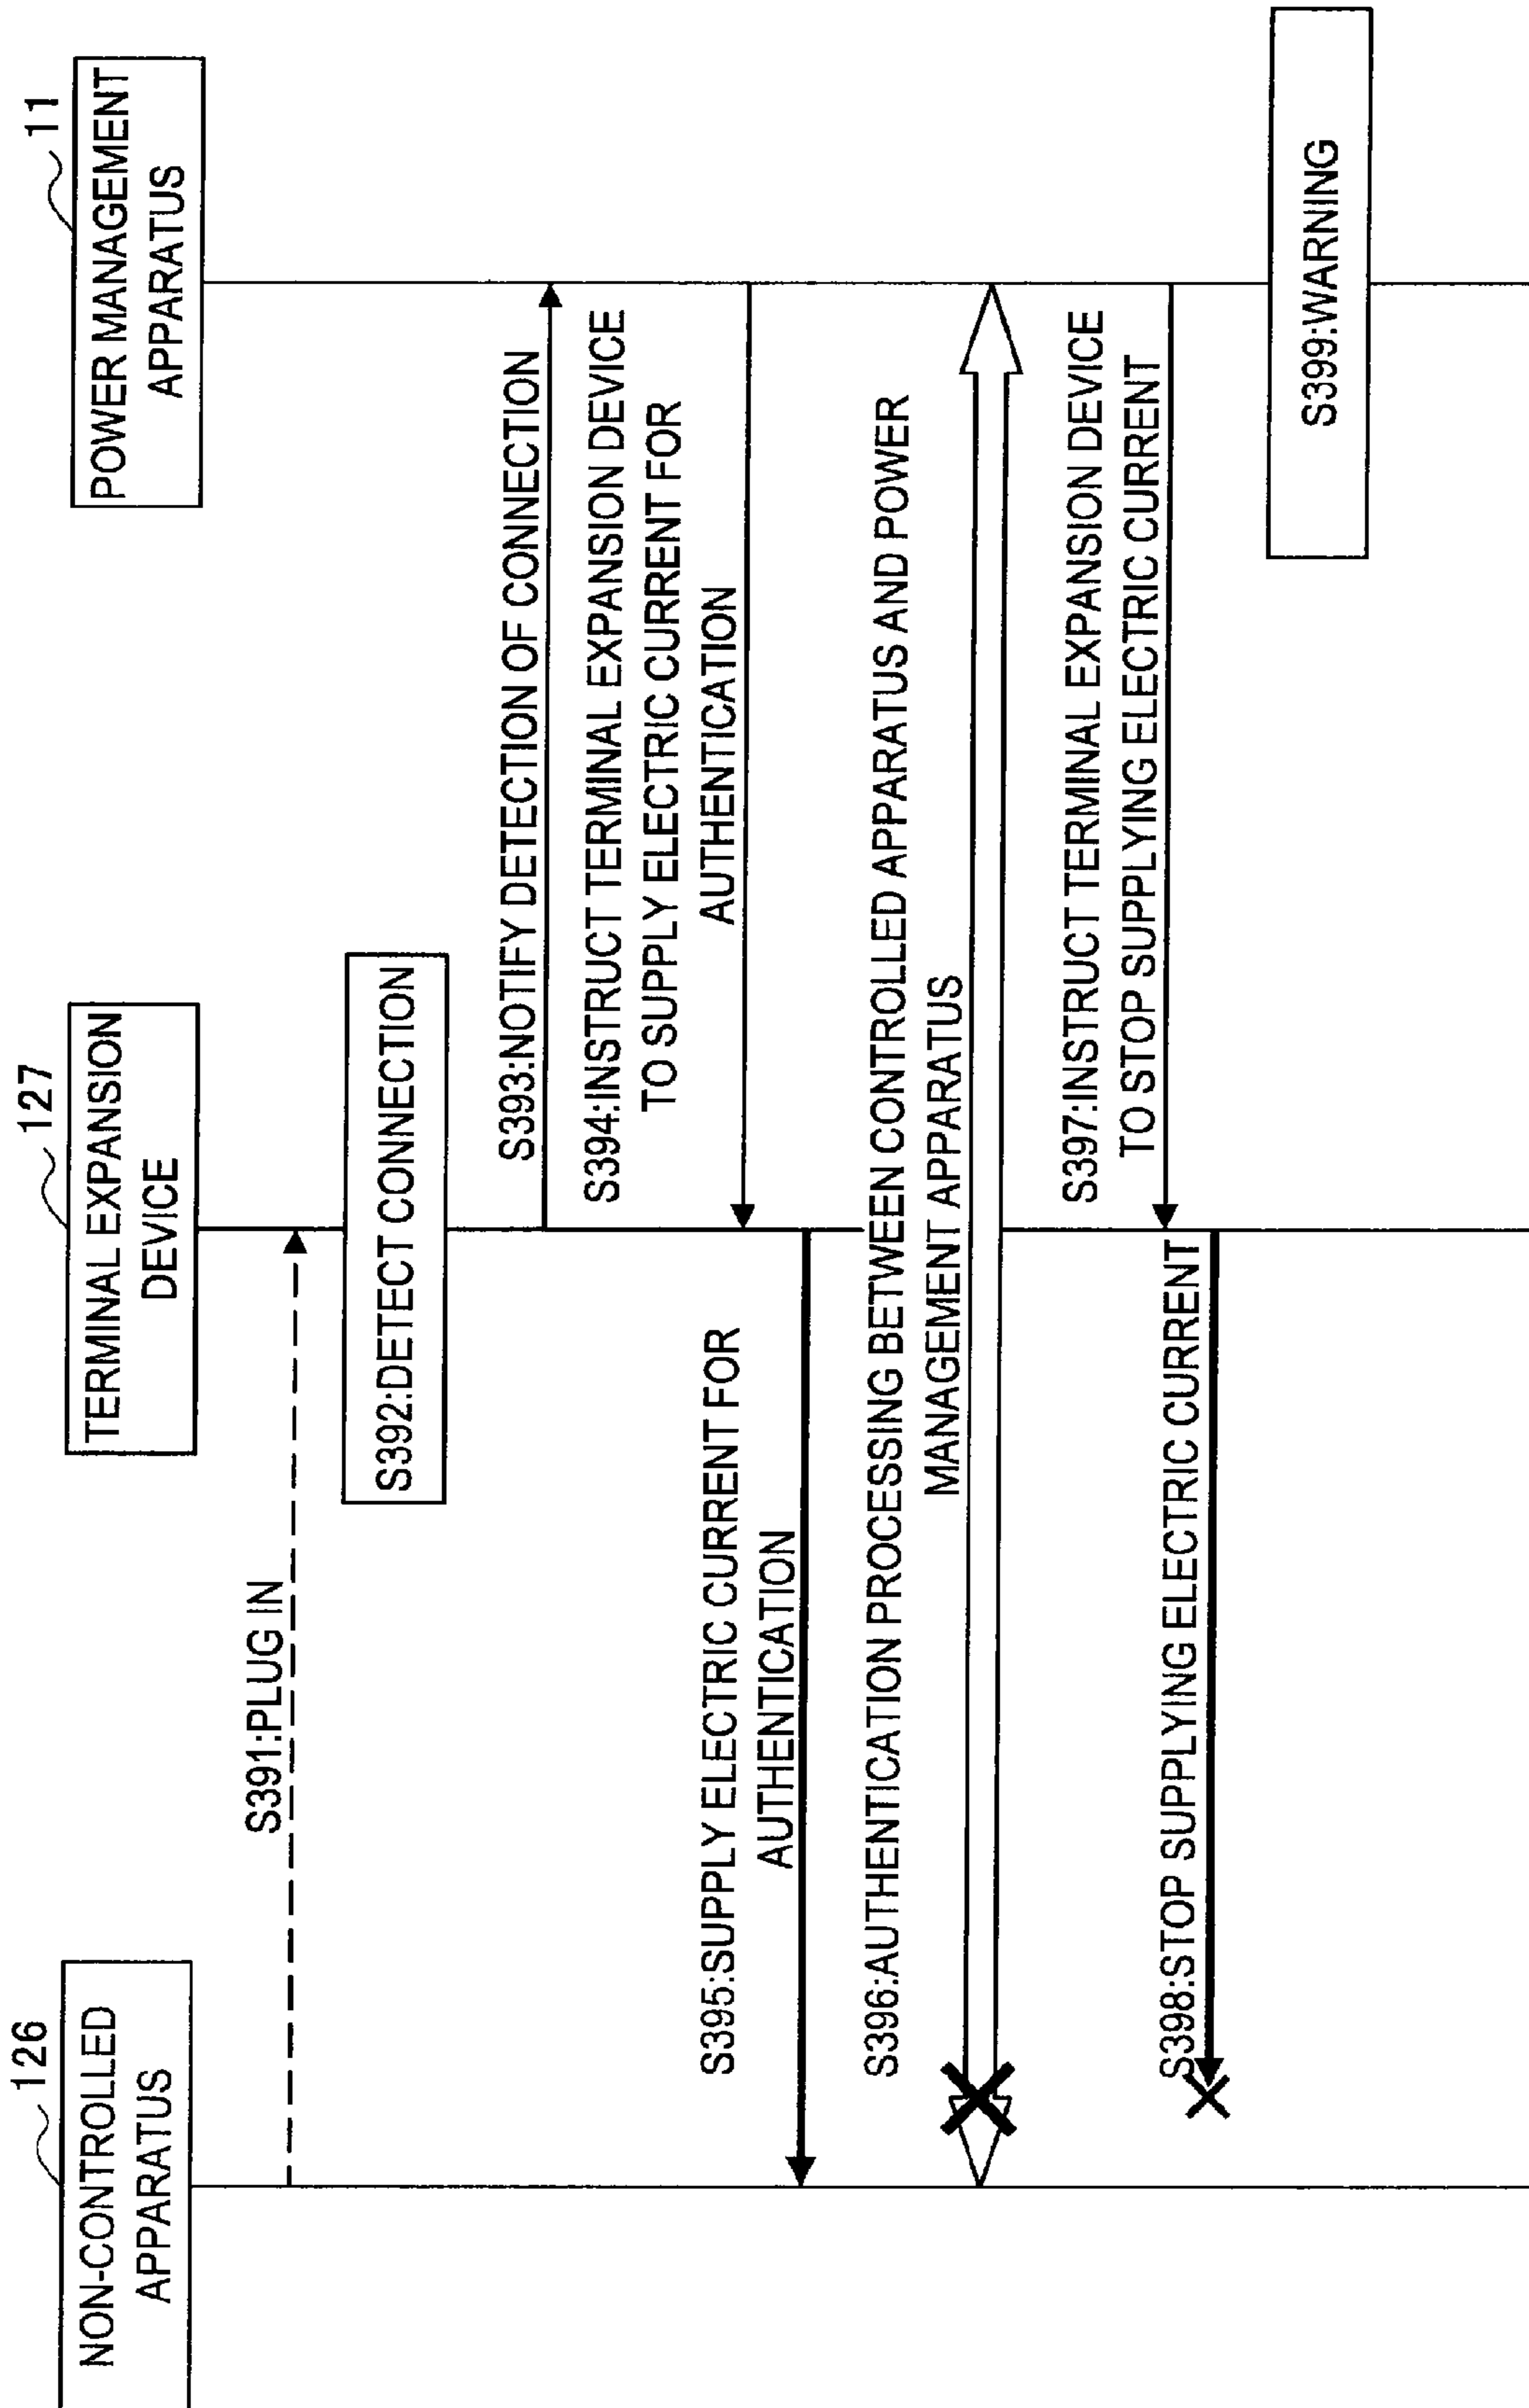 126
NON-CONTROLLED
APPARATUS
127
TERMINAL EXPANSION
DEVICE
11
POWER MANAGEMENT
APPARATUS
S391:PLUG IN
S392:DETECT CONNECTION
S393:NOTIFY DETECTION OF CONNECTION
S394:INSTRUCT TERMINAL EXPANSION DEVICE
TO SUPPLY ELECTRIC CURRENT FOR
AUTHENTICATION
S395:SUPPLY ELECTRIC CURRENT FOR
AUTHENTICATION
S396:AUTHENTICATION PROCESSING BETWEEN CONTROLLED APPARATUS AND POWER
MANAGEMENT APPARATUS
S397:INSTRUCT TERMINAL EXPANSION DEVICE
TO STOP SUPPLYING ELECTRIC CURRENT
S398:STOP SUPPLYING ELECTRIC CURRENT
S399:WARNING